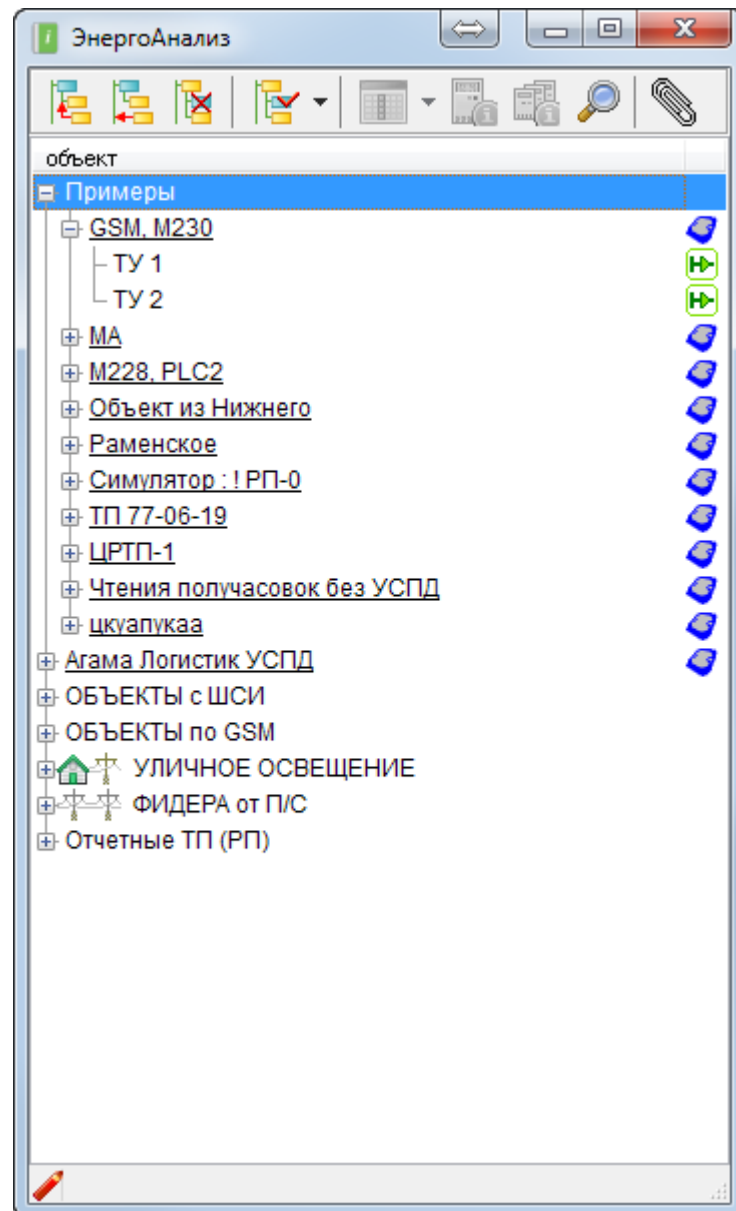 ЭнергоАнализ
объект
Примеры
GSM, M230
ТУ 1
ТУ 2
МА
М228, PLC2
Объект из Нижнего
Раменское
Симулятор : ! РП-0
ТП 77-06-19
ЦРТП-1
Чтения получасовок без УСПД
цкуапукаа
Агама Логистик УСПД
ОБЪЕКТЫ с ШСИ
ОБЪЕКТЫ по GSM
УЛИЧНОЕ ОСВЕЩЕНИЕ
ФИДЕРА от П/С
Отчетные ТП (РП)